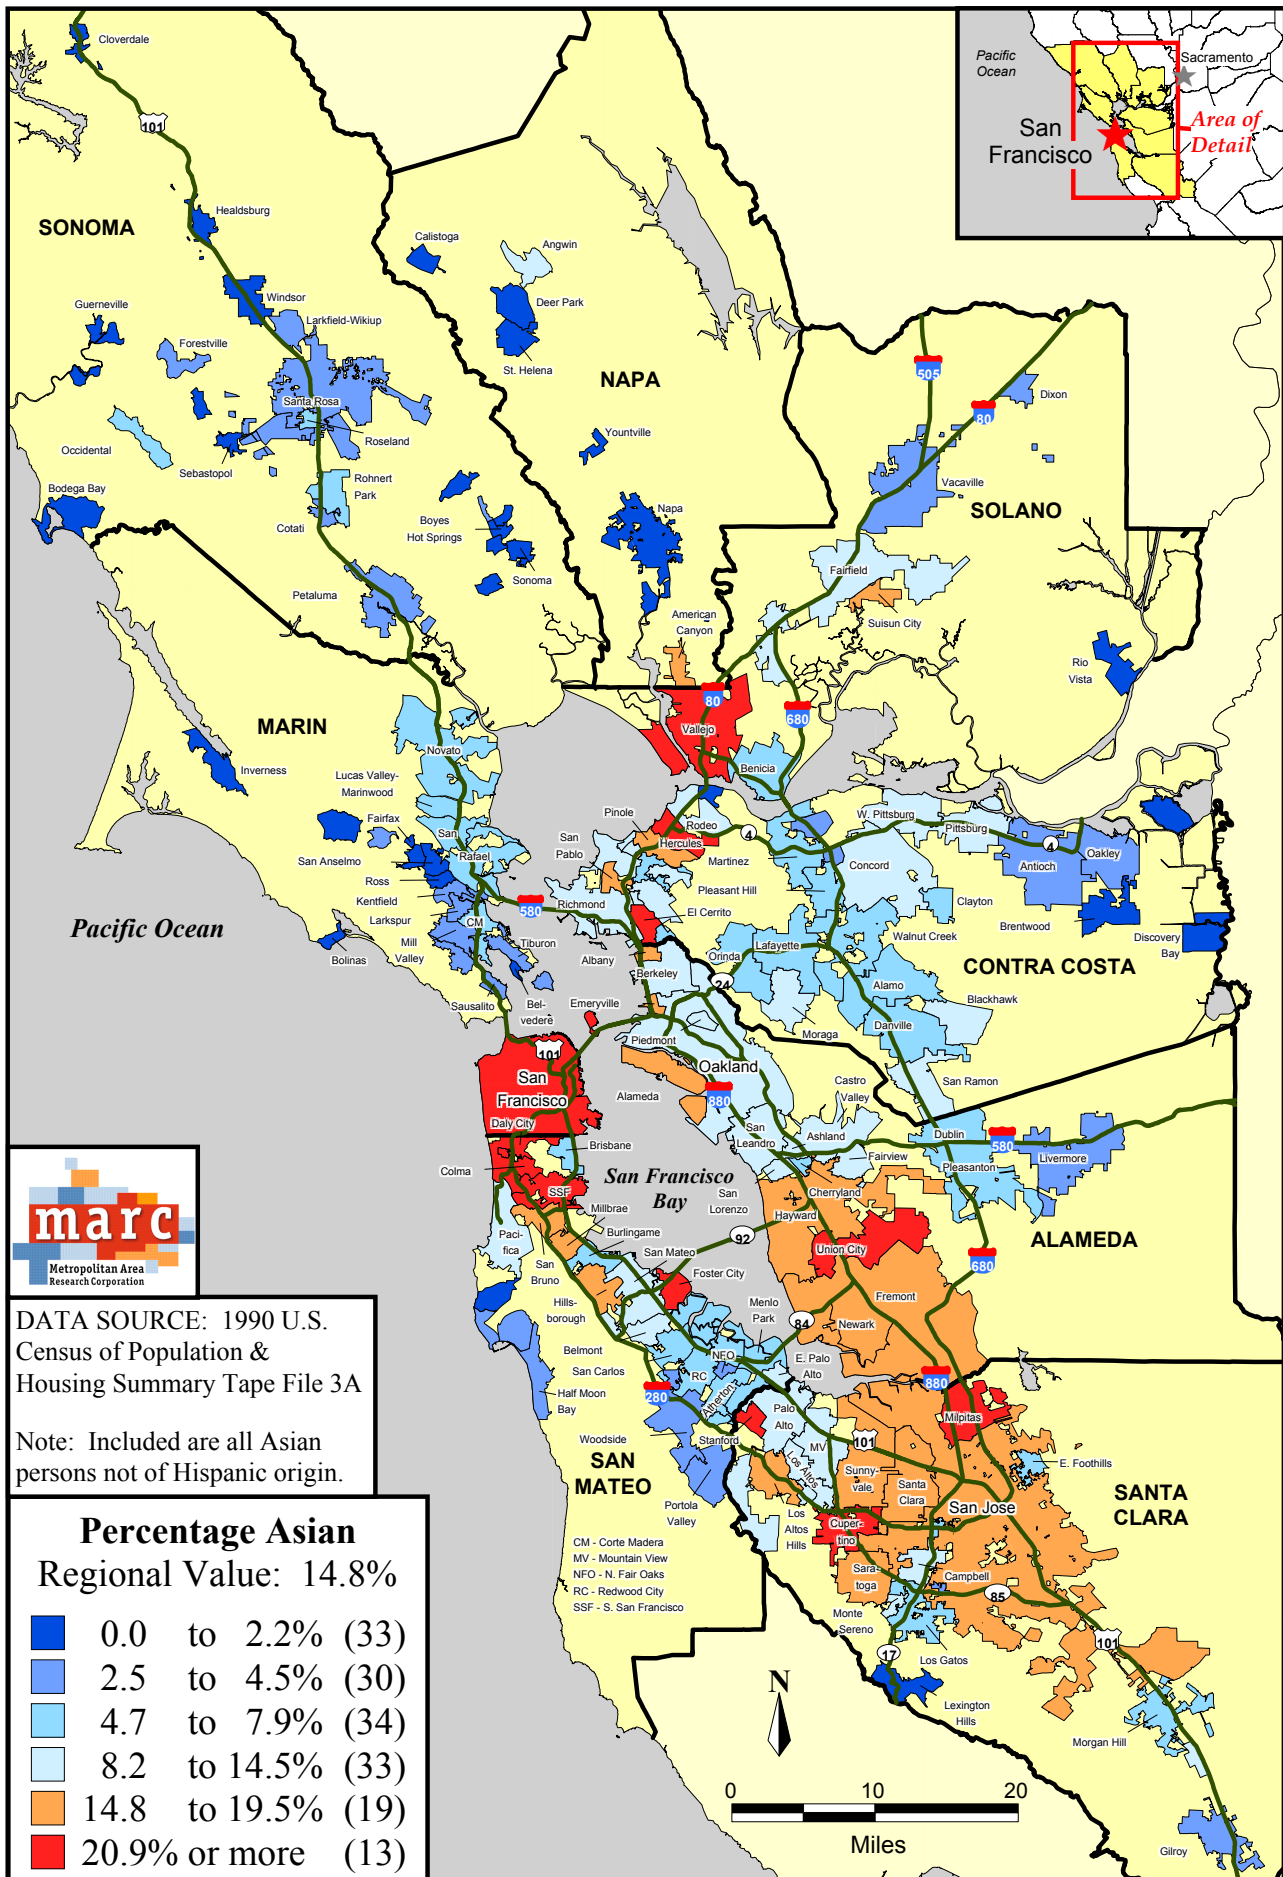 Cloverdale
101
SONOMA
Healdsburg
Windsor
Guerneville
Larkfield-Wikiup
Forestville
Santa Rosa
Occidental
Roseland
Sebastopol
Bodega Bay
Rohnert
Park
Cotati
Boyes
Hot Springs
Sonoma
Petaluma
Calistoga
Angwin
Deer Park
St. Helena
NAPA
Yountville
Napa
American
Canyon
Pacific
Ocean
Sacramento
San
Francisco
Area of
Detail
505
80
Dixon
Vacaville
SOLANO
Fairfield
Suisun City
Rio
Vista
80
680
Vallejo
Benicia
MARIN
Inverness
Novato
Lucas Valley-
Marinwood
Fairfax
San
Rafael
San Anselmo
Ross
Kentfield
Larkspur
CM
Mill
Valley
Tiburon
Bolinas
Sausalito
Bel-
vedere
Pacific Ocean
Pinole
San
Pablo
Rodeo
Hercules
4
Martinez
W. Pittsburg
Pittsburg
4
Antioch
Oakley
Concord
Pleasant Hill
Clayton
580
Richmond
El Cerrito
Walnut Creek
Brentwood
Discovery
Bay
Albany
Berkeley
Orinda
Lafayette
24
CONTRA COSTA
Alamo
Blackhawk
Emeryville
Moraga
Danville
Piedmont
Oakland
San Ramon
101
San
Francisco
Alameda
880
Castro
Valley
Daly City
San
Leandro
Ashland
Dublin
580
Livermore
Brisbane
Colma
Fairview
Pleasanton
San Francisco
Bay
SSF
San
Lorenzo
Cherryland
Hayward
Millbrae
Paci-
fica
Burlingame
92
Union City
ALAMEDA
San
Bruno
San Mateo
Foster City
680
Hills-
borough
Menlo
Park
84
Fremont
Newark
Belmont
NFO
San Carlos
RC
E. Palo
Alto
Half Moon
Bay
280
Atherton
880
Palo
Alto
Milpitas
Woodside
Stanford
MV
101
SAN
MATEO
Los Altos
Sunny-
vale
Santa
Clara
E. Foothills
San Jose
SANTA
CLARA
Portola
Valley
Los
Altos
Hills
Cuper-
tino
CM - Corte Madera
MV - Mountain View
NFO - N. Fair Oaks
RC - Redwood City
SSF - S. San Francisco
Sara-
toga
Campbell
85
Monte
Sereno
17
Los Gatos
101
Lexington
Hills
Morgan Hill
Gilroy
N
0 10 20
Miles
marc
Metropolitan Area
Research Corporation
DATA SOURCE: 1990 U.S.
Census of Population &
Housing Summary Tape File 3A
Note: Included are all Asian
persons not of Hispanic origin.
Percentage Asian
Regional Value: 14.8%
0.0 to 2.2% (33)
2.5 to 4.5% (30)
4.7 to 7.9% (34)
8.2 to 14.5% (33)
14.8 to 19.5% (19)
20.9% or more (13)